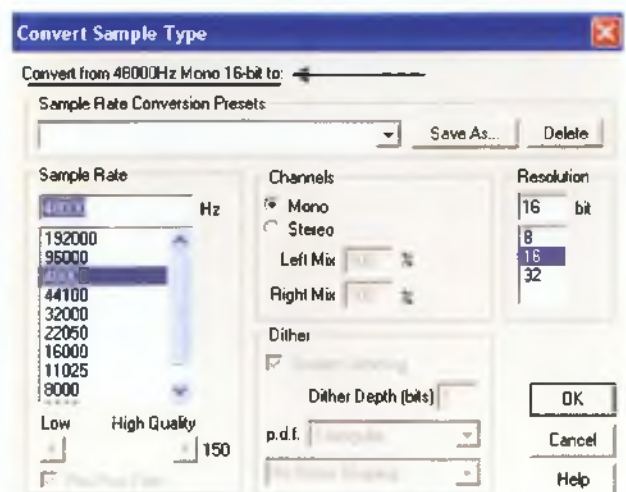 Convert Sample Type
Convert from 48000Hz Mono 16-bit to:
Sample Rate Conversion Presets
Save As... Delete
Sample Rate
Hz
192000
96000
44100
32000
22050
16000
11025
8000
Low High Quality
150
Channels
Mono
Stereo
Left Mix %
Right Mix %
Dither
Dither Depth (bits)
p.d.f.
Resolution
16 bit
8
16
32
OK
Cancel
Help